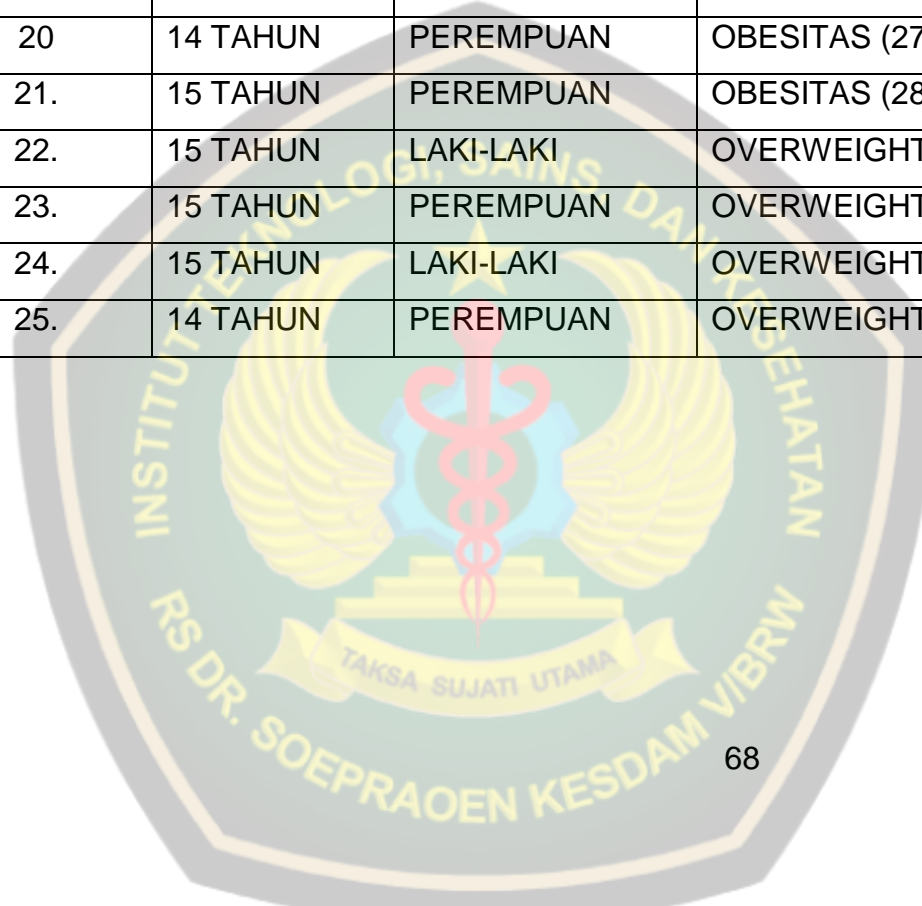 20 14 TAHUN PEREMPUAN OBESITAS (27
21. 15 TAHUN PEREMPUAN OBESITAS (28
22. 15 TAHUN LAKI-LAKI OVERWEIGHT
23. 15 TAHUN PEREMPUAN OVERWEIGHT
24. 15 TAHUN LAKI-LAKI OVERWEIGHT
25. 14 TAHUN PEREMPUAN OVERWEIGHT
INSTITUT TEKNOLOGI, SAINS, DAN KESEHATAN
TAKSA SUJATI UTAMA
RS DR. SOEPRAOEN KESDAM V/BRW
68